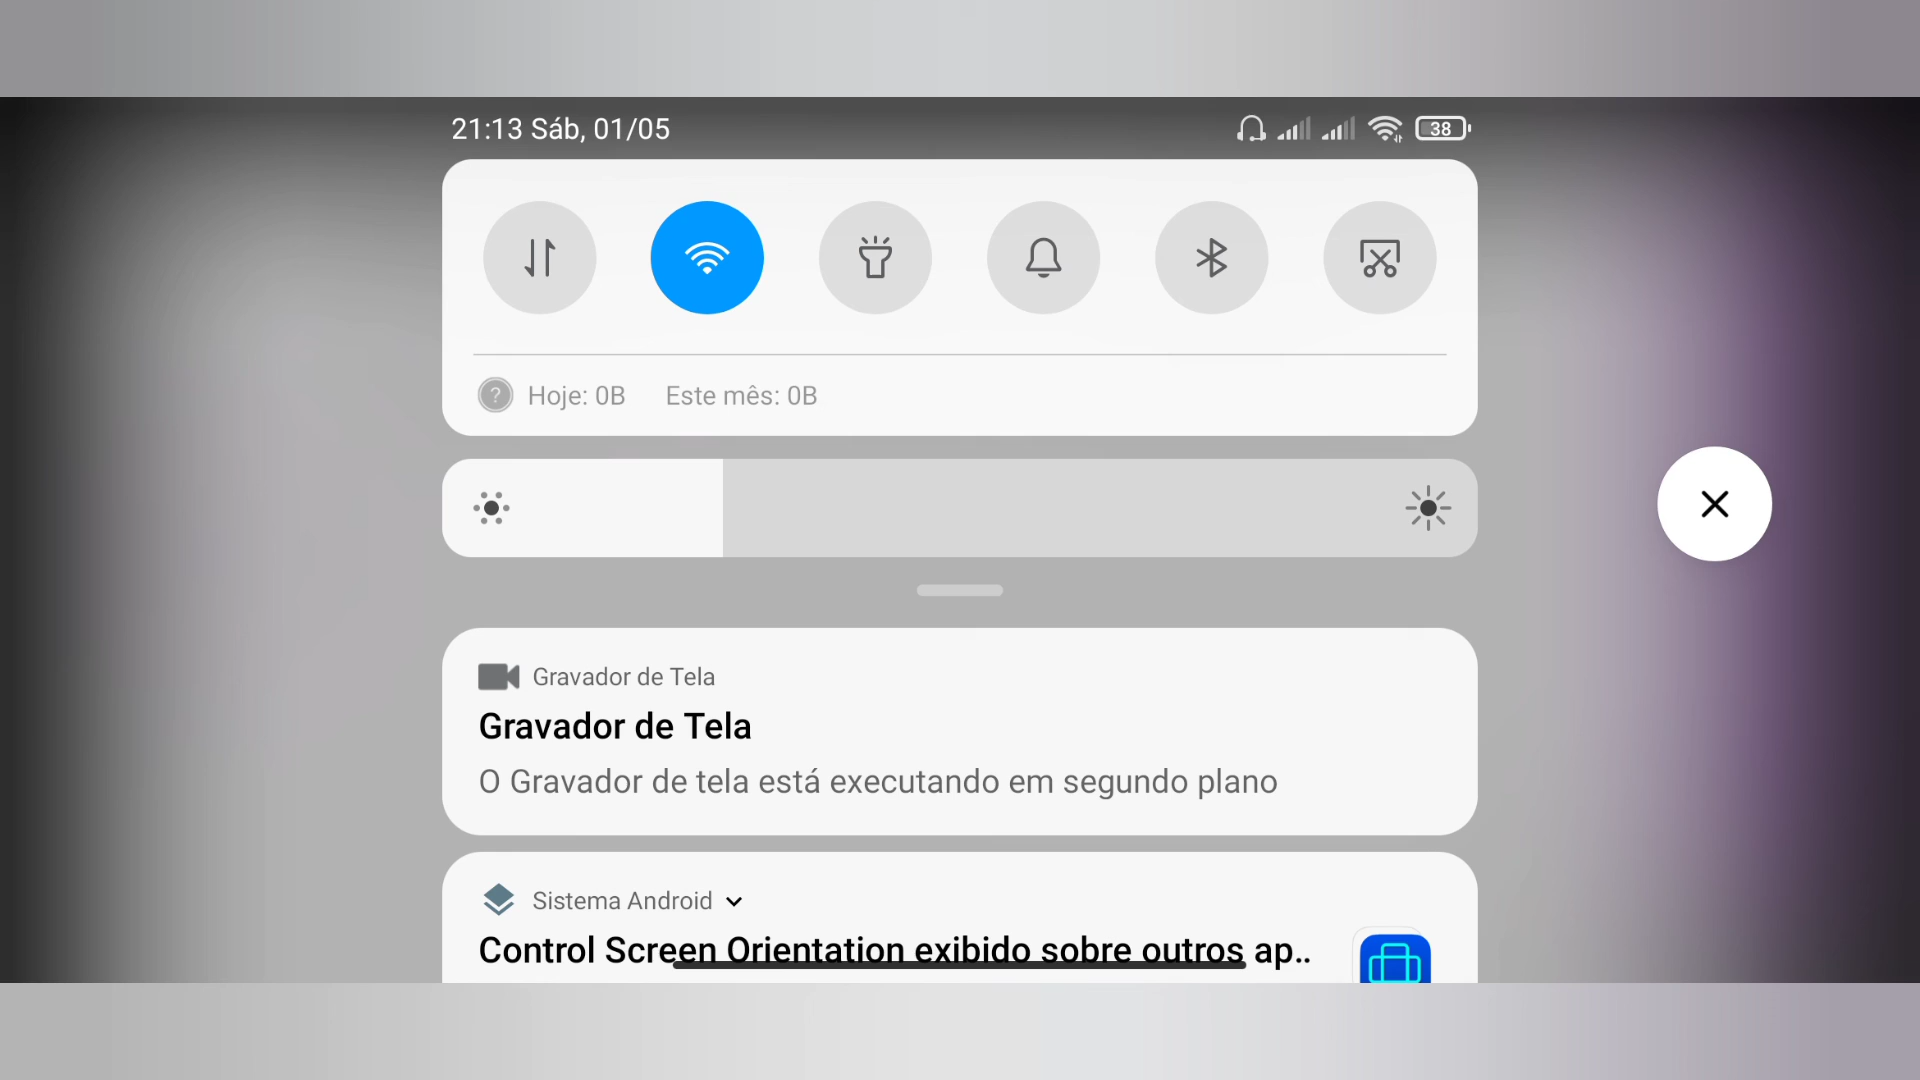 21:13 Sáb, 01/05
38
? Hoje: 0B Este mês: 0B
Gravador de Tela
Gravador de Tela
O Gravador de tela está executando em segundo plano
Sistema Android
Control Screen Orientation exibido sobre outros ap..